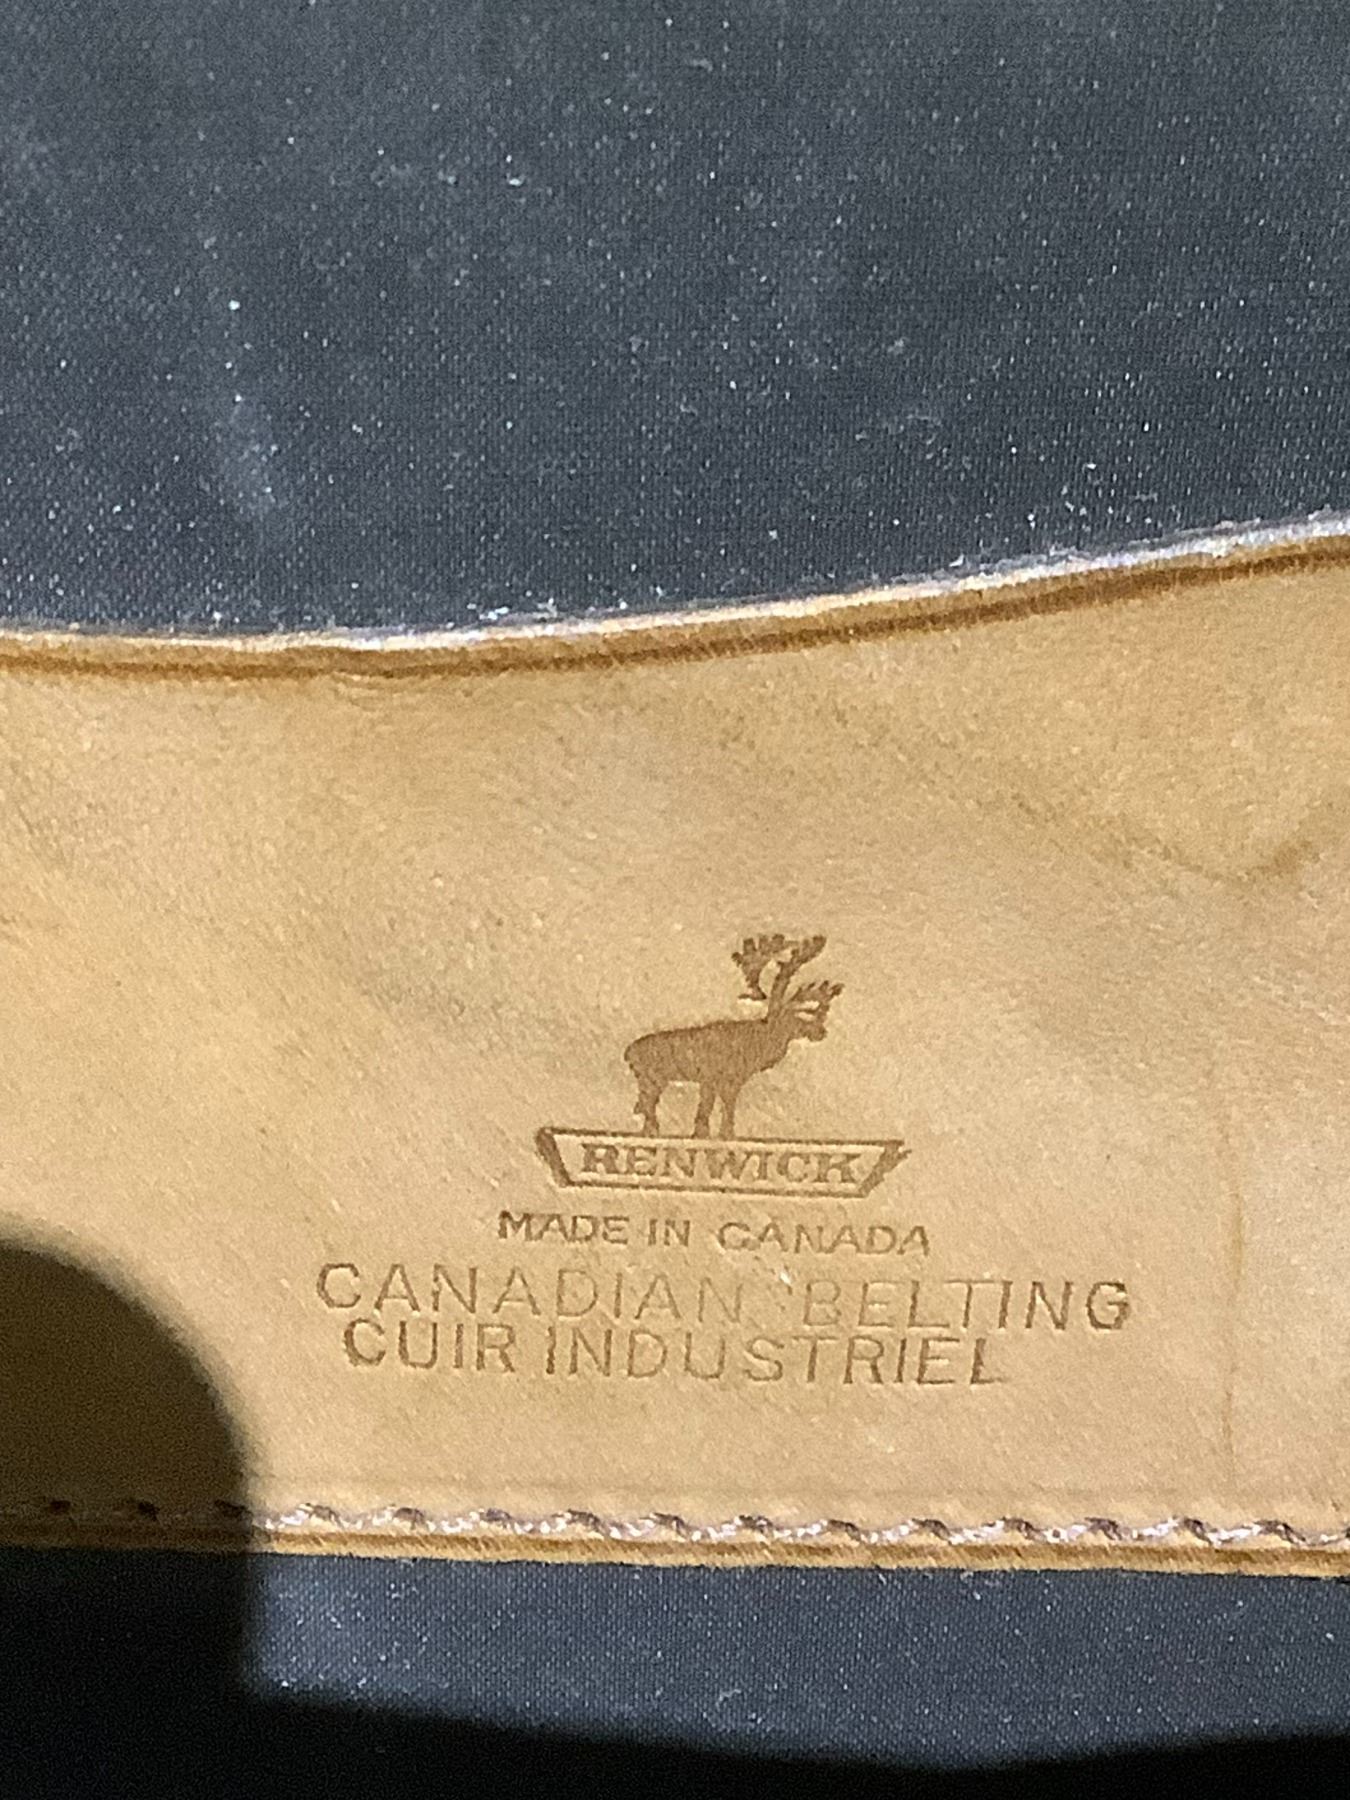 RENWICK
MADE IN CANADA
CANADIAN BELTING
CUIR INDUSTRIEL